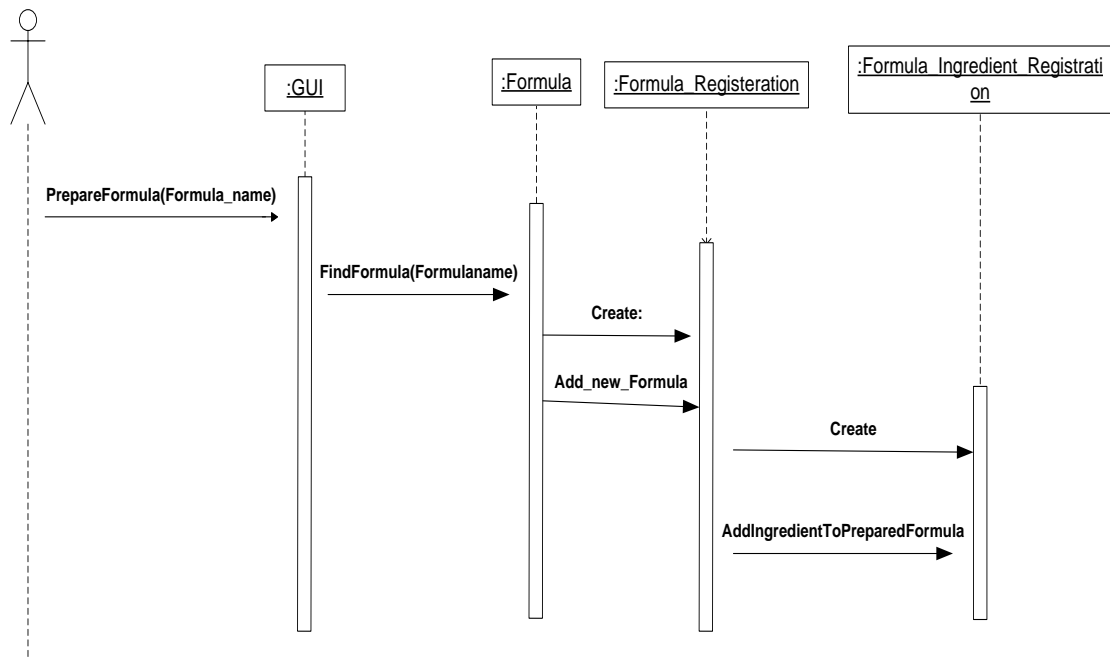 :GUI
:Formula
:Formula_Registeration
:Formula_Ingredient_Registrati
on
PrepareFormula(Formula_name)
FindFormula(Formulaname)
Create:
Add_new_Formula
Create
AddIngredientToPreparedFormula